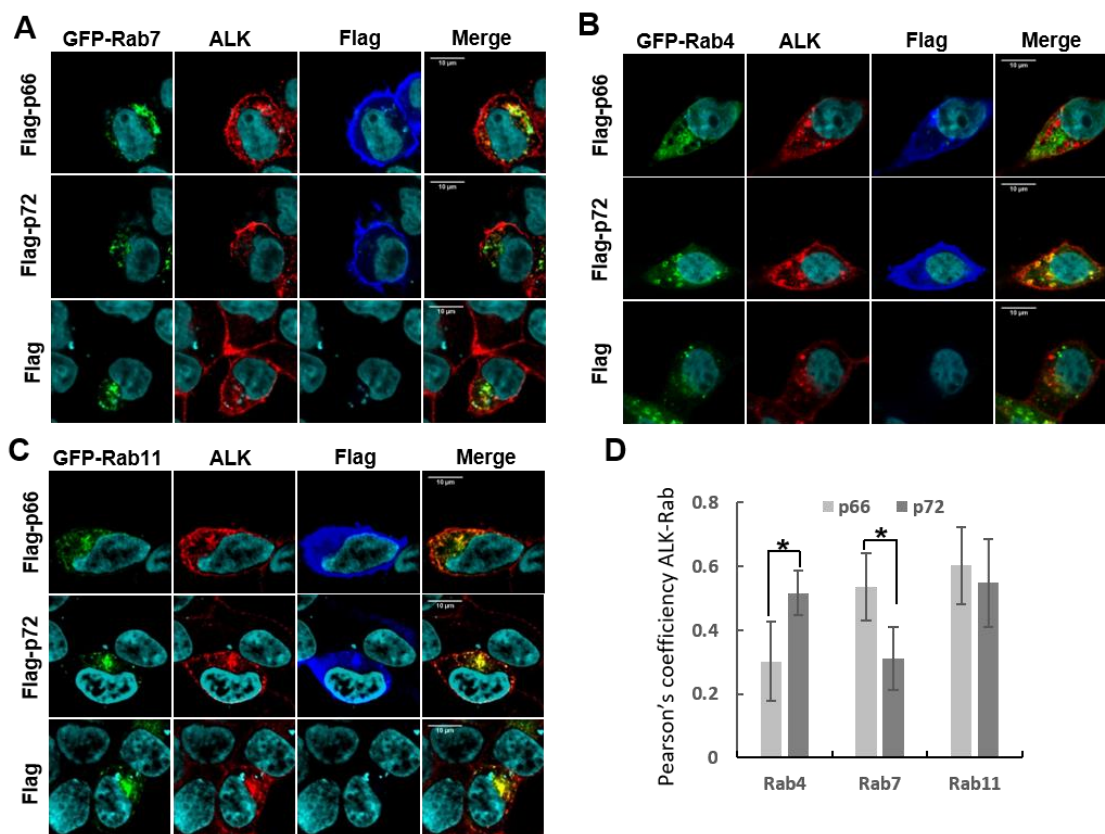 A
GFP-Rab7 ALK Flag Merge
Flag-p66
10 µm
Flag-p72
10 µm
Flag
10 µm
B
GFP-Rab4 ALK Flag Merge
Flag-p66
10 µm
Flag-p72
10 µm
Flag
10 µm
C
GFP-Rab11 ALK Flag Merge
Flag-p66
10 µm
Flag-p72
10 µm
Flag
10 µm
D
Pearson's coefficiency ALK-Rab
p66 p72
0.8
0.6
0.4
0.2
0
* *
Rab4 Rab7 Rab11